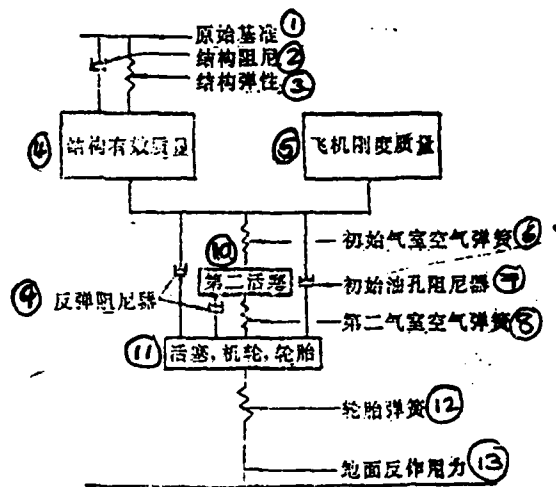 原始基准 ①
结构阻尼 ②
结构弹性 ③
④ 结构有效质量
⑤ 飞机刚度质量
初始气室空气弹簧 ⑥
⑩
第二活塞
初始油孔阻尼器 ⑦
⑨ 反弹阻尼器
第二气室空气弹簧 ⑧
⑪ 活塞,机轮,轮胎
轮胎弹簧 ⑫
地面反作用力 ⑬